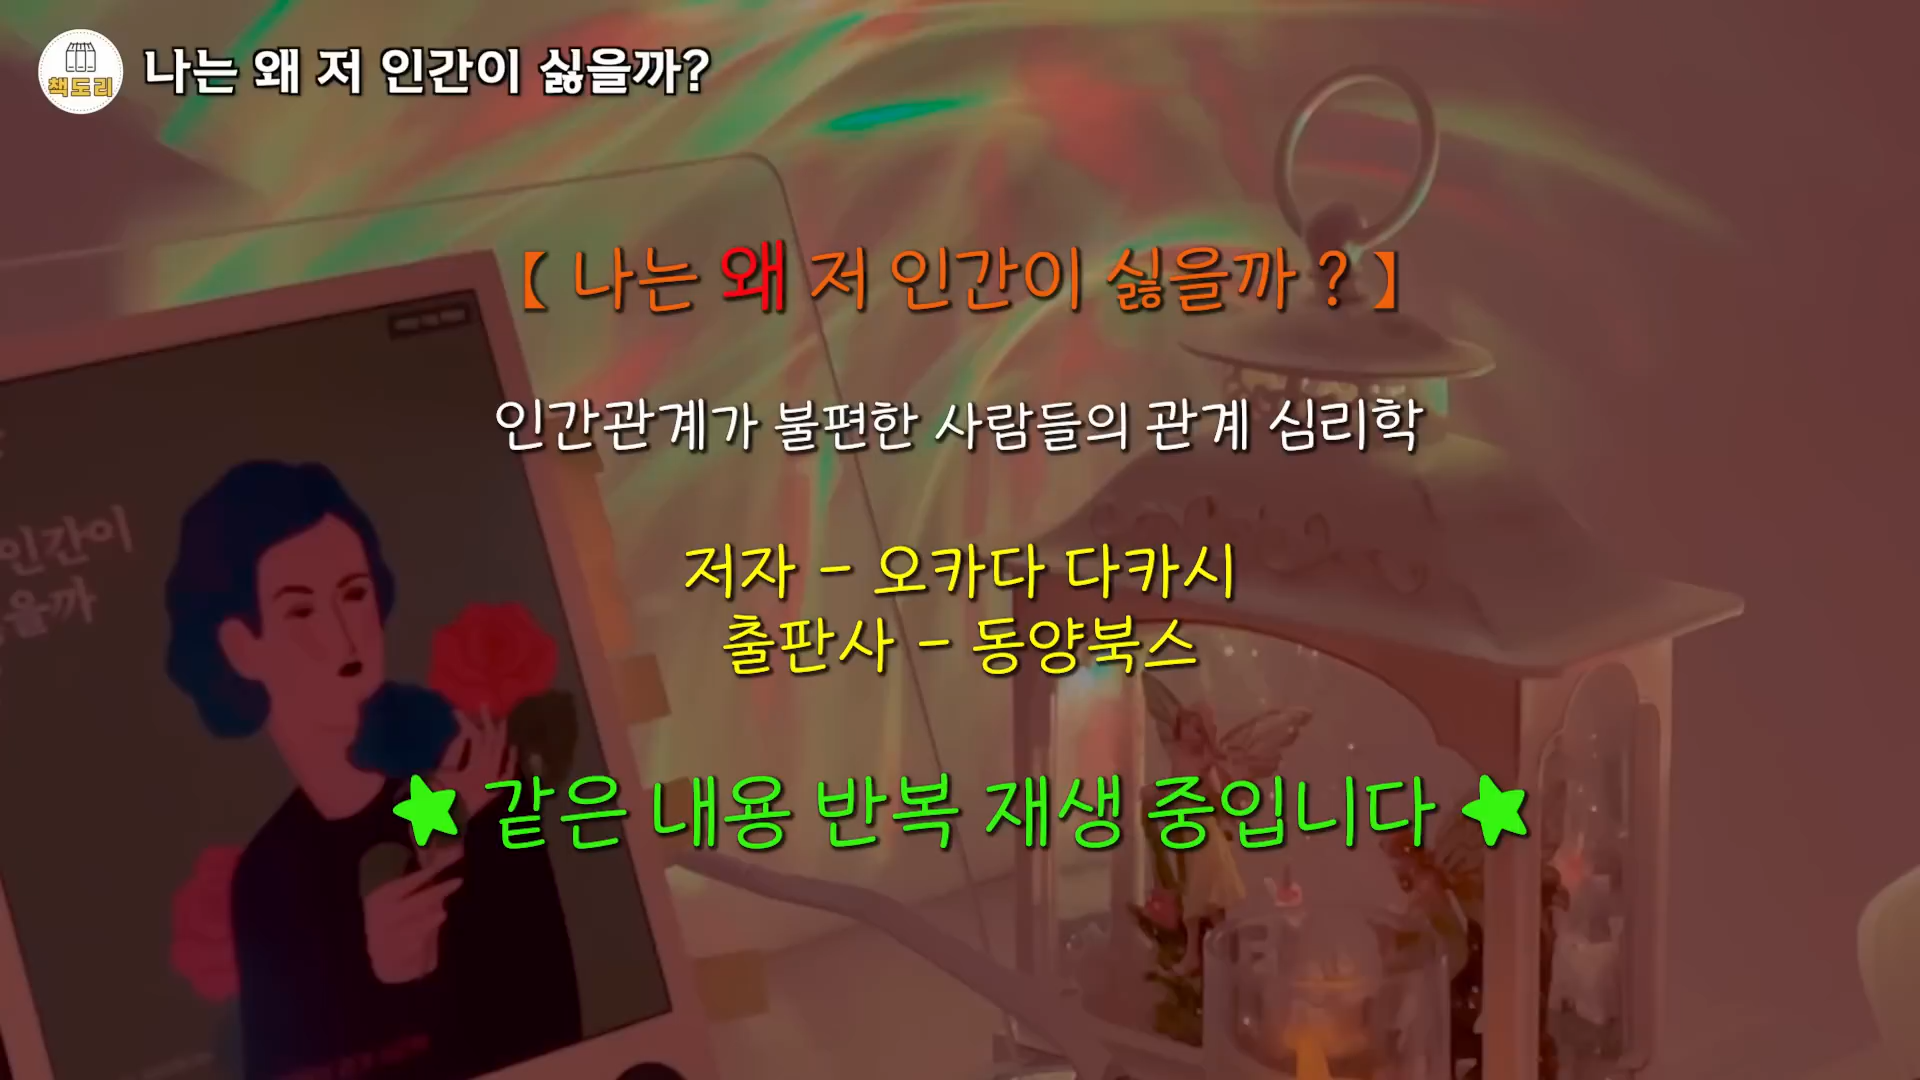 책도리
나는 왜 저 인간이 싫을까?
【 나는 왜 저 인간이 싫을까 ? 】
인간관계가 불편한 사람들의 관계 심리학
인간이
을까
저자 - 오카다 다카시
출판사 - 동양북스
★ 같은 내용 반복 재생 중입니다 ★